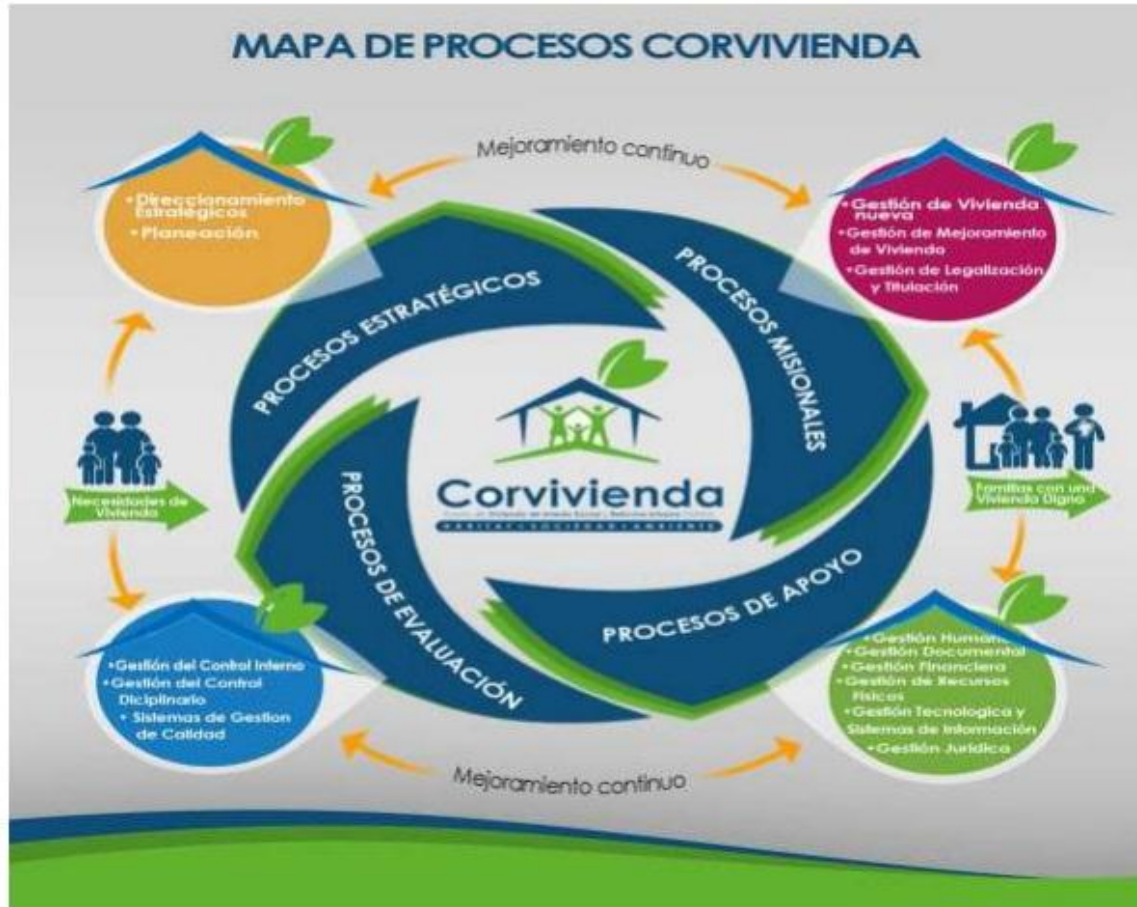 MAPA DE PROCESOS CORVIVIENDA
Mejoramiento continuo
• Direccionamiento
Estratégicos
• Planeación
• Gestión de Vivienda
nueva
• Gestión de Mejoramiento
de Vivienda
• Gestión de Legalización
y Titulación
PROCESOS ESTRATÉGICOS
PROCESOS MISIONALES
Necesidades de
Vivienda
Corvivienda
HÁBITAT • SOCIEDAD • AMBIENTE
Familias con una
Vivienda Digna
PROCESOS DE EVALUACIÓN
PROCESOS DE APOYO
• Gestión del Control Interno
• Gestión del Control
Diciplinario
• Sistemas de Gestion
de Calidad
• Gestión Humana
• Gestión Documental
• Gestión Financiera
• Gestión de Recursos
Físicos
• Gestión Tecnologica y
Sistemas de Información
• Gestión Jurídica
Mejoramiento continuo